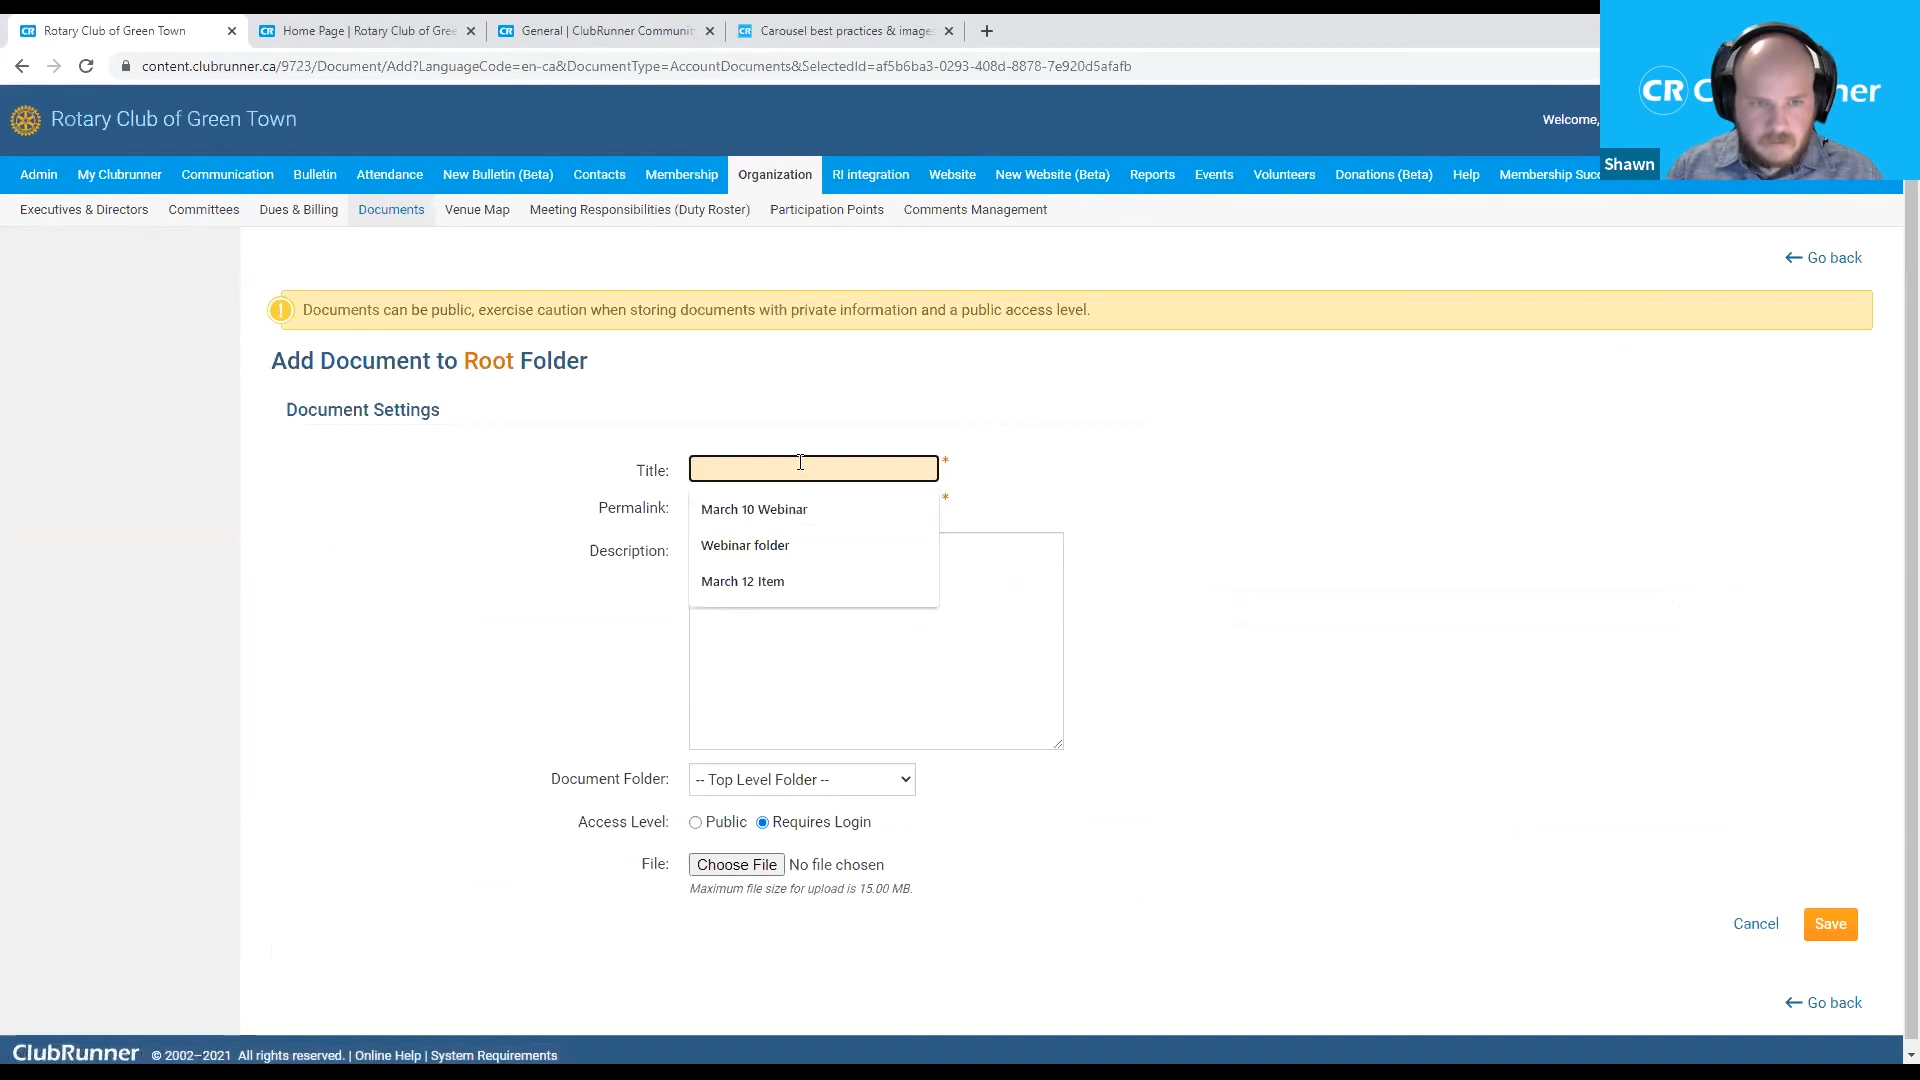 CR Rotary Club of Green Town
CR Home Page | Rotary Club of Gree
CR General | ClubRunner Communit
CR Carousel best practices & image
content.clubrunner.ca/9723/Document/Add?LanguageCode=en-ca&DocumentType=AccountDocuments&SelectedId=af5b6ba3-0293-408d-8878-7e920d5afafb
CR C ner
Rotary Club of Green Town
Welcome,
Shawn
Admin My Clubrunner Communication Bulletin Attendance New Bulletin (Beta) Contacts Membership Organization RI integration Website New Website (Beta) Reports Events Volunteers Donations (Beta) Help Membership Succ
Executives & Directors Committees Dues & Billing Documents Venue Map Meeting Responsibilities (Duty Roster) Participation Points Comments Management
← Go back
! Documents can be public, exercise caution when storing documents with private information and a public access level.
Add Document to Root Folder
Document Settings
Title: *
Permalink: *
March 10 Webinar
Description:
Webinar folder
March 12 Item
Document Folder: -- Top Level Folder --
Access Level: Public Requires Login
File: Choose File No file chosen
Maximum file size for upload is 15.00 MB.
Cancel Save
← Go back
ClubRunner © 2002–2021 All rights reserved. | Online Help | System Requirements